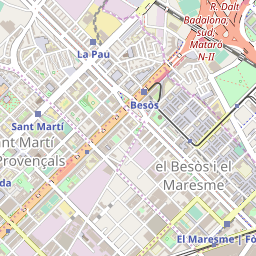 R. Dalt
Badalona,
sud,
Mataró
N-II
La Pau
Besòs
Sant Martí
nt Martí
Provençals
el Besòs i el
Maresme
da
El Maresme | Fò